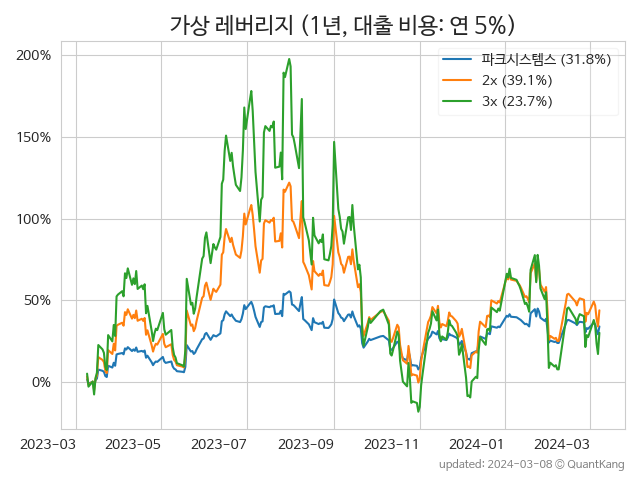 가상 레버리지 (1년, 대출 비용: 연 5%)
파크시스템스 (31.8%)
2x (39.1%)
3x (23.7%)
200%
150%
100%
50%
0%
2023-03 2023-05 2023-07 2023-09 2023-11 2024-01 2024-03
updated: 2024-03-08 © QuantKang